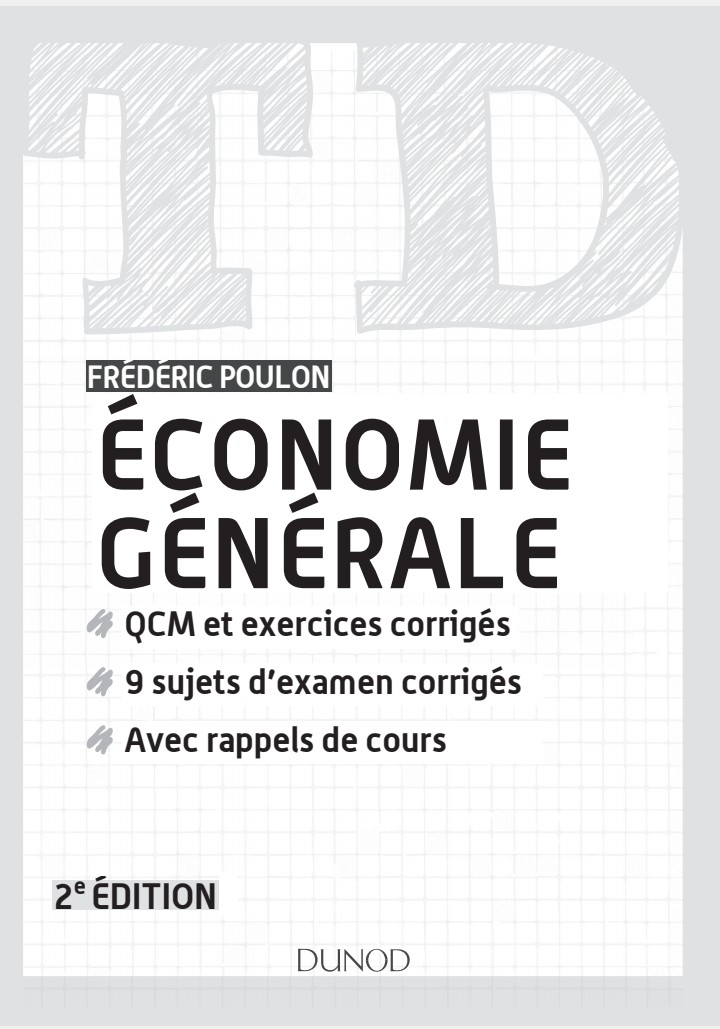 TD
FRÉDÉRIC POULON
ÉCONOMIE
GÉNÉRALE
QCM et exercices corrigés
9 sujets d’examen corrigés
Avec rappels de cours
2e ÉDITION
DUNOD